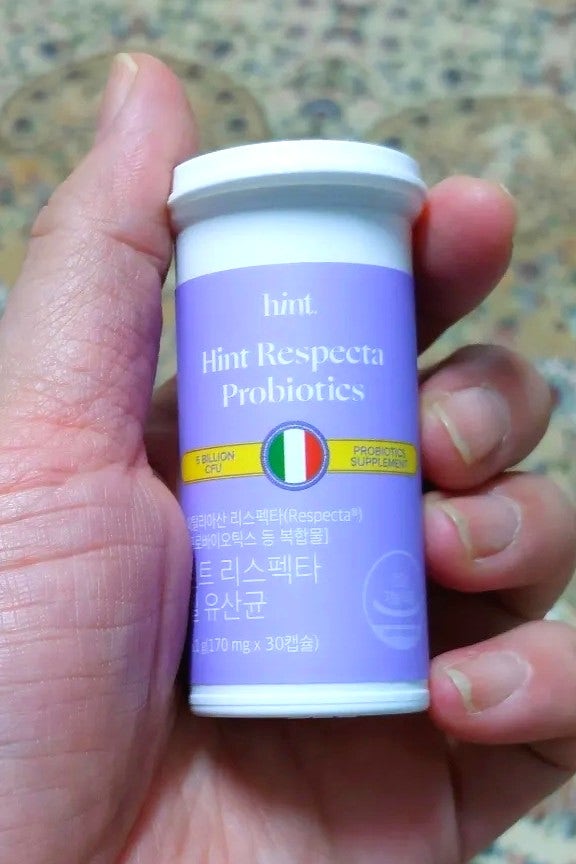 hint.
Hint Respecta
Probiotics
5 BILLION
CFU
PROBIOTICS
SUPPLEMENT
리스펙타(Respecta®)
등 복합물]
리스펙타
유산균
(170 mg x 30캡슐)